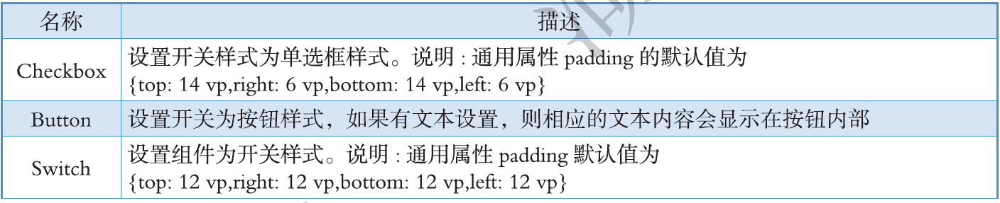 名称 描述
Checkbox 设置开关样式为单选框样式。说明 : 通用属性 padding 的默认值为
{top: 14 vp,right: 6 vp,bottom: 14 vp,left: 6 vp}
Button 设置开关为按钮样式，如果有文本设置，则相应的文本内容会显示在按钮内部
Switch 设置组件为开关样式。说明 : 通用属性 padding 默认值为
{top: 12 vp,right: 12 vp,bottom: 12 vp,left: 12 vp}